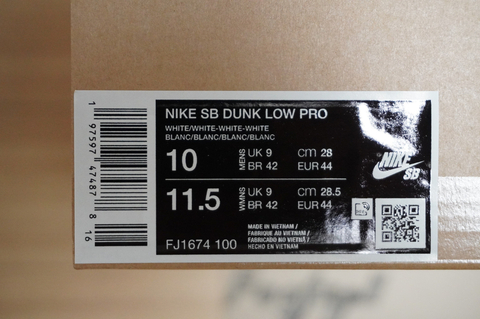 NIKE SB DUNK LOW PRO
WHITE/WHITE-WHITE-WHITE
BLANC/BLANC/BLANC/BLANC
10 MENS UK 9 CM 28
BR 42 EUR 44
11.5 WMNS UK 9 CM 28.5
BR 42 EUR 44
FJ1674 100
MADE IN VIETNAM /
FABRIQUE AU VIETNAM /
FABRICADO NO VIETNÃ /
HECHO EN VIETNAM
NIKE
SB
1 97597 47487 8 16